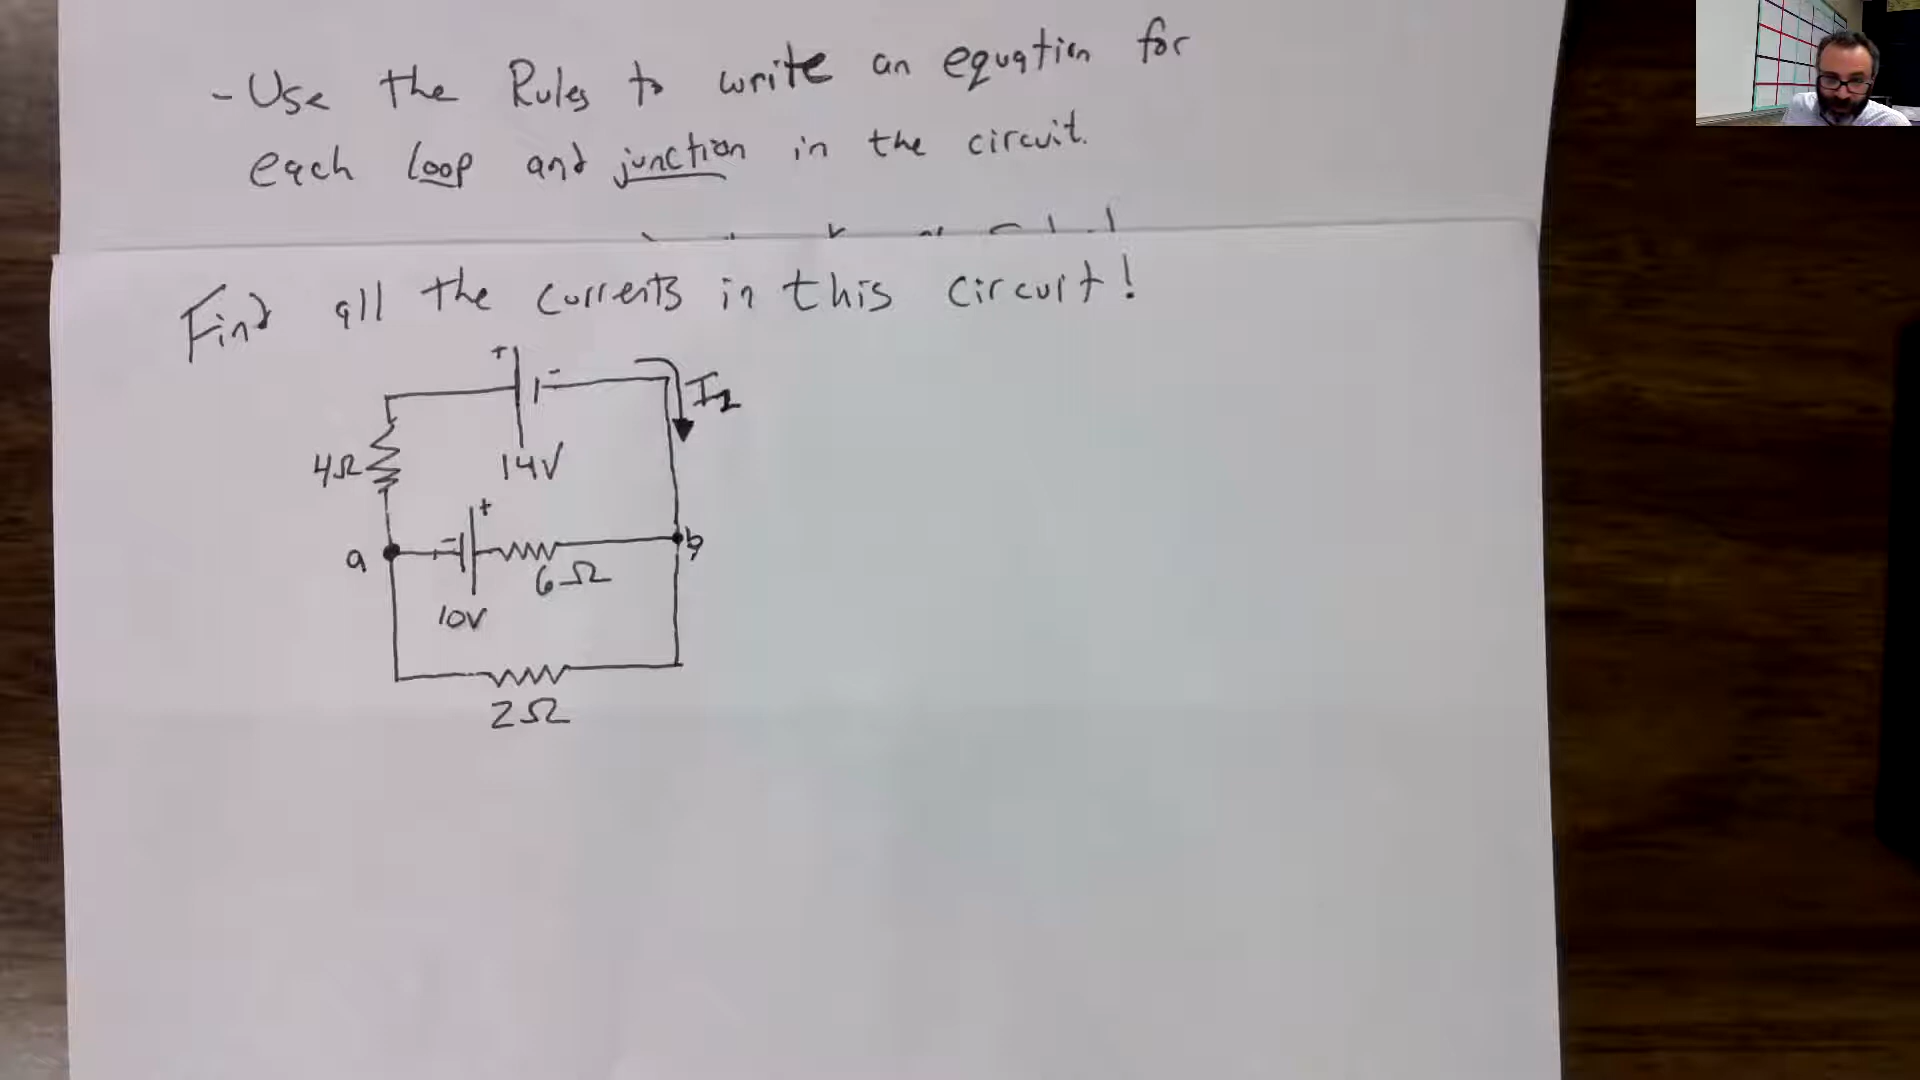 - Use the Rules to write an equation for
each loop and junction in the circuit.
Find all the currents in this circuit!
+ -
I2
4Ω
14V
+
a - b
6Ω
10V
2Ω